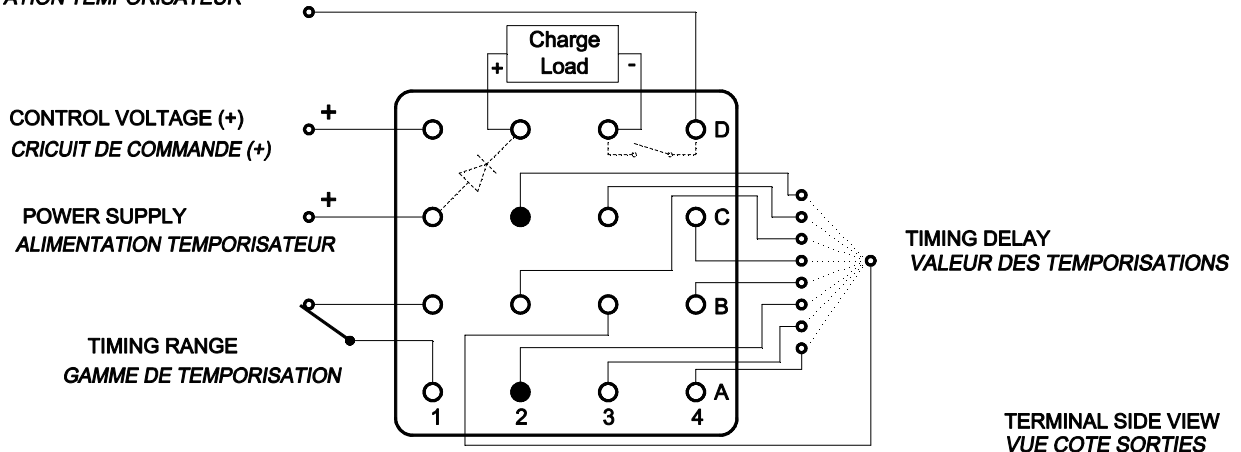 TEMPORISATEUR
Charge
Load
+
-
CONTROL VOLTAGE (+)
+
D
CRICUIT DE COMMANDE (+)
POWER SUPPLY
+
C
ALIMENTATION TEMPORISATEUR
TIMING DELAY
VALEUR DES TEMPORISATIONS
B
TIMING RANGE
GAMME DE TEMPORISATION
A
1 2 3 4
TERMINAL SIDE VIEW
VUE COTE SORTIES